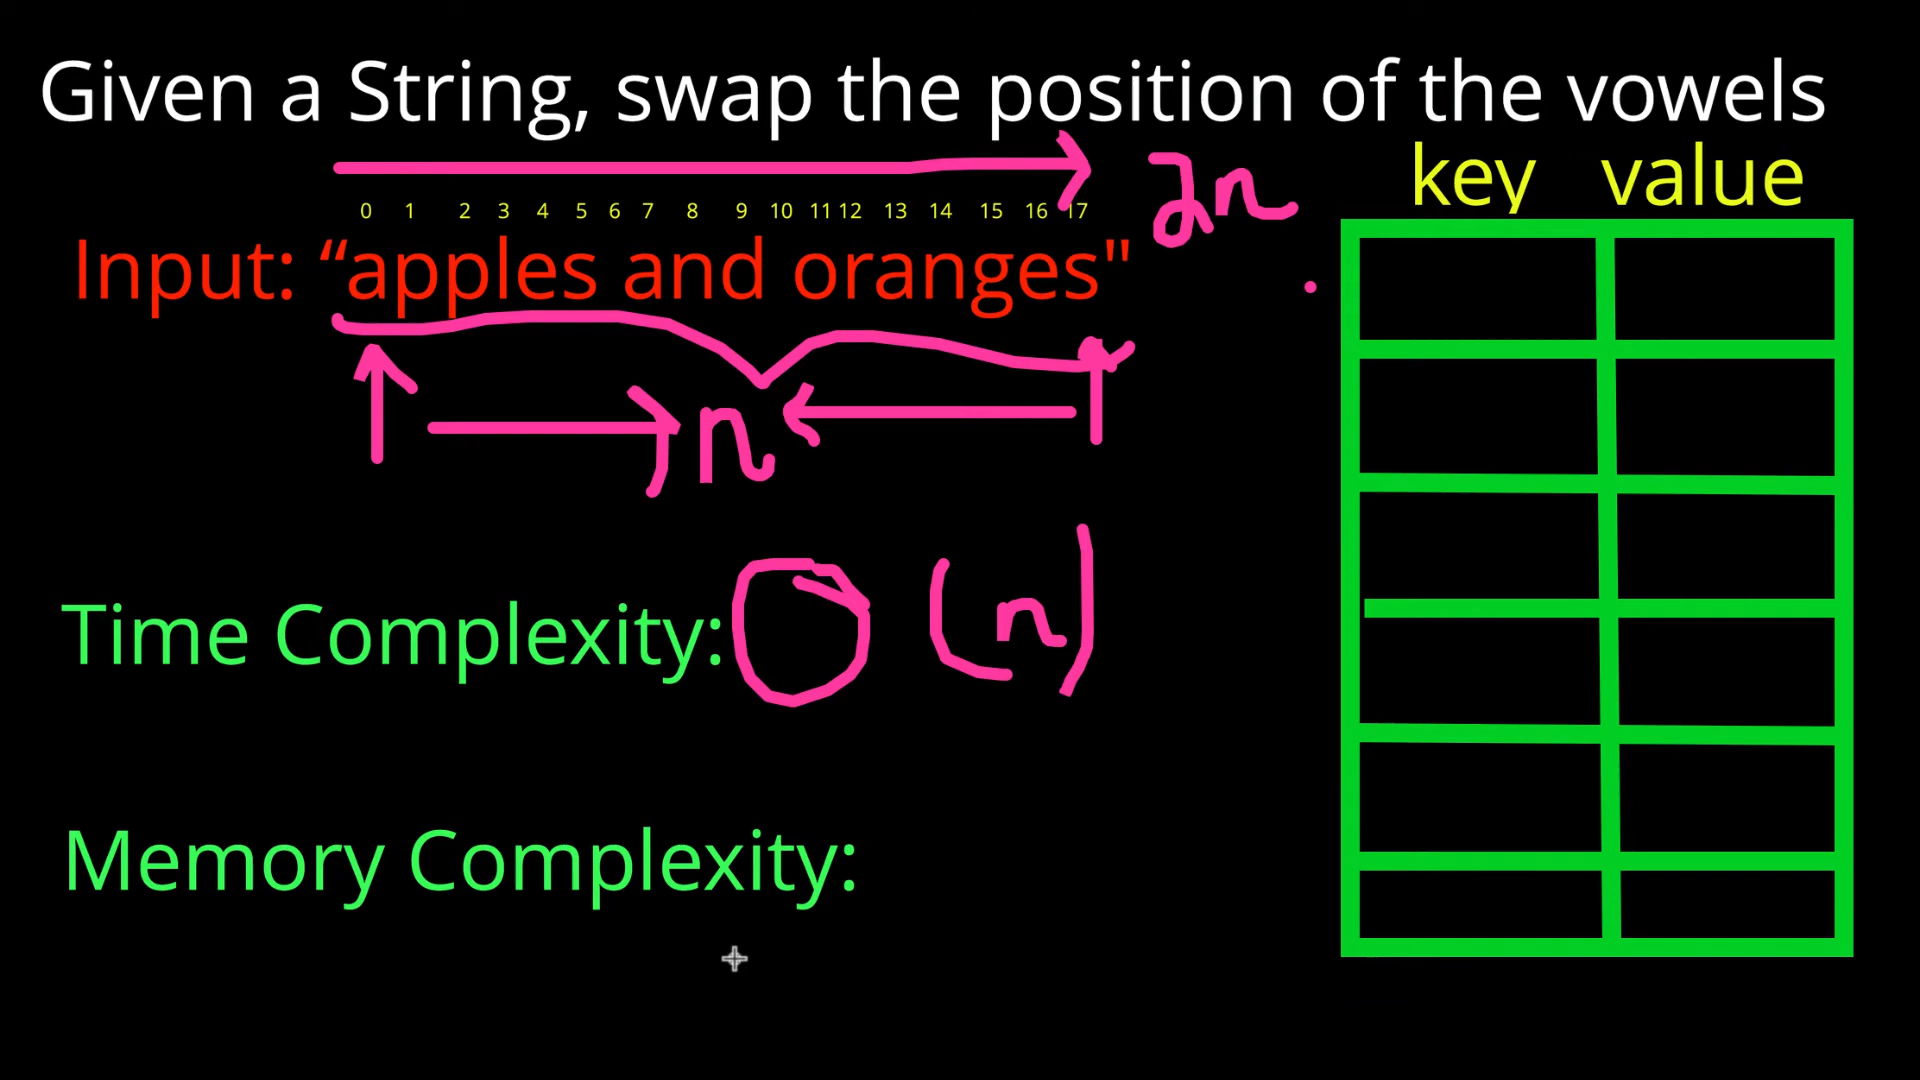 Given a String, swap the position of the vowels
key value
2n
0 1 2 3 4 5 6 7 8 9 10 11 12 13 14 15 16 17
Input: “apples and oranges"
n
Time Complexity: O (n)
Memory Complexity: